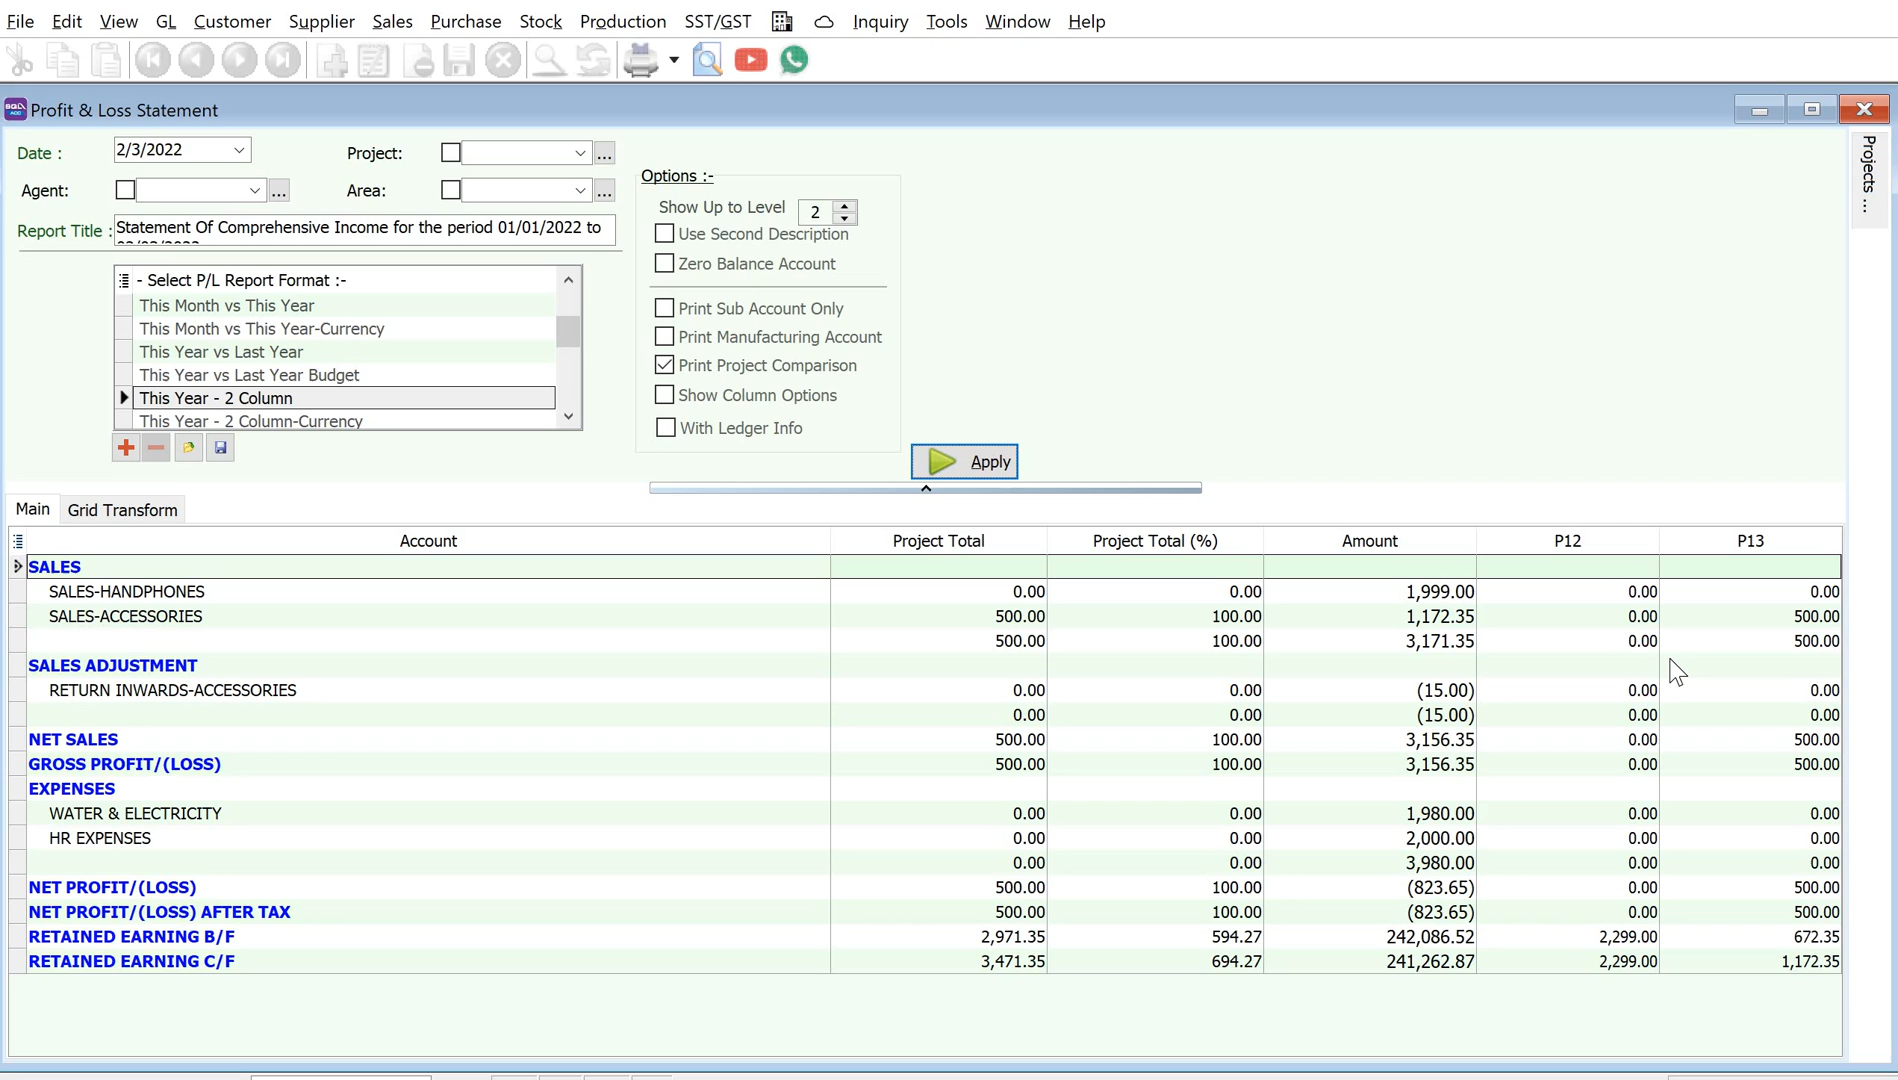 File Edit View GL Customer Supplier Sales Purchase Stock Production SST/GST Inquiry Tools Window Help
Profit & Loss Statement
Date : 2/3/2022 Project: ...
Agent: ... Area: ...
Report Title : Statement Of Comprehensive Income for the period 01/01/2022 to
- Select P/L Report Format :-
This Month vs This Year
This Month vs This Year-Currency
This Year vs Last Year
This Year vs Last Year Budget
This Year - 2 Column
This Year - 2 Column-Currency
Options :-
Show Up to Level 2
Use Second Description
Zero Balance Account
Print Sub Account Only
Print Manufacturing Account
Print Project Comparison
Show Column Options
With Ledger Info
Apply
Projects ...
Main Grid Transform
Account Project Total Project Total (%) Amount P12 P13
SALES
SALES-HANDPHONES 0.00 0.00 1,999.00 0.00 0.00
SALES-ACCESSORIES 500.00 100.00 1,172.35 0.00 500.00
500.00 100.00 3,171.35 0.00 500.00
SALES ADJUSTMENT
RETURN INWARDS-ACCESSORIES 0.00 0.00 (15.00) 0.00 0.00
0.00 0.00 (15.00) 0.00 0.00
NET SALES 500.00 100.00 3,156.35 0.00 500.00
GROSS PROFIT/(LOSS) 500.00 100.00 3,156.35 0.00 500.00
EXPENSES
WATER & ELECTRICITY 0.00 0.00 1,980.00 0.00 0.00
HR EXPENSES 0.00 0.00 2,000.00 0.00 0.00
0.00 0.00 3,980.00 0.00 0.00
NET PROFIT/(LOSS) 500.00 100.00 (823.65) 0.00 500.00
NET PROFIT/(LOSS) AFTER TAX 500.00 100.00 (823.65) 0.00 500.00
RETAINED EARNING B/F 2,971.35 594.27 242,086.52 2,299.00 672.35
RETAINED EARNING C/F 3,471.35 694.27 241,262.87 2,299.00 1,172.35